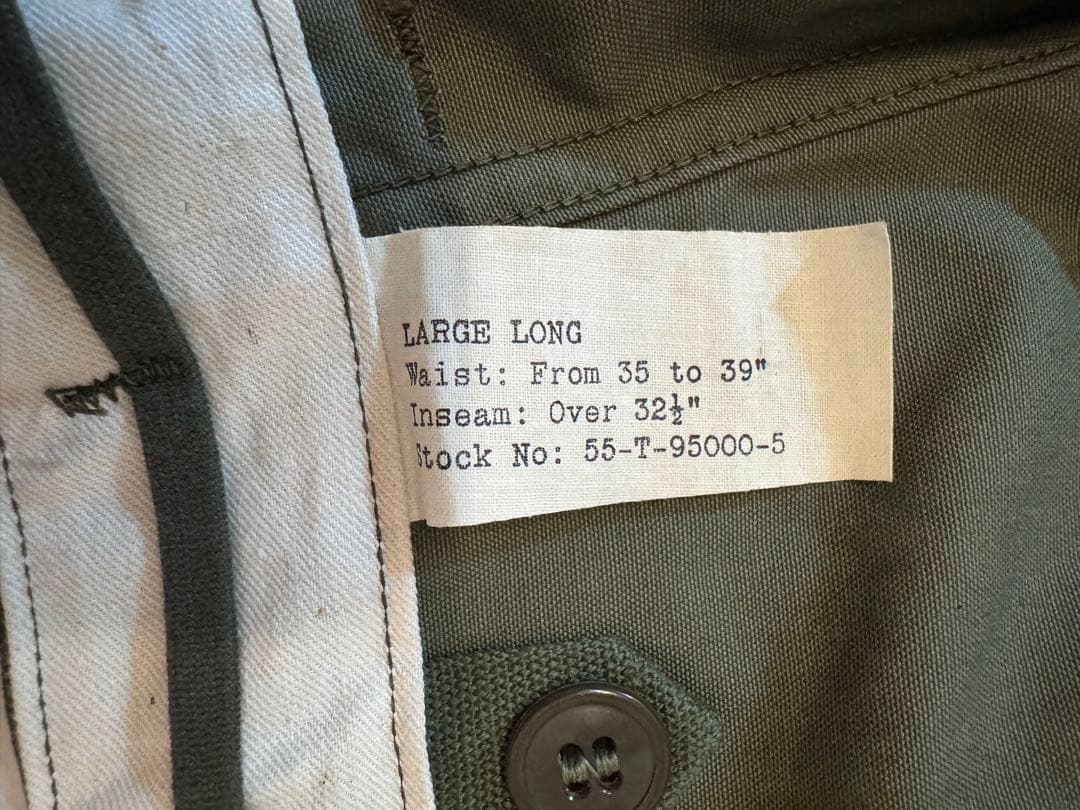 LARGE LONG
Waist: From 35 to 39"
Inseam: Over 32½"
Stock No: 55-T-95000-5